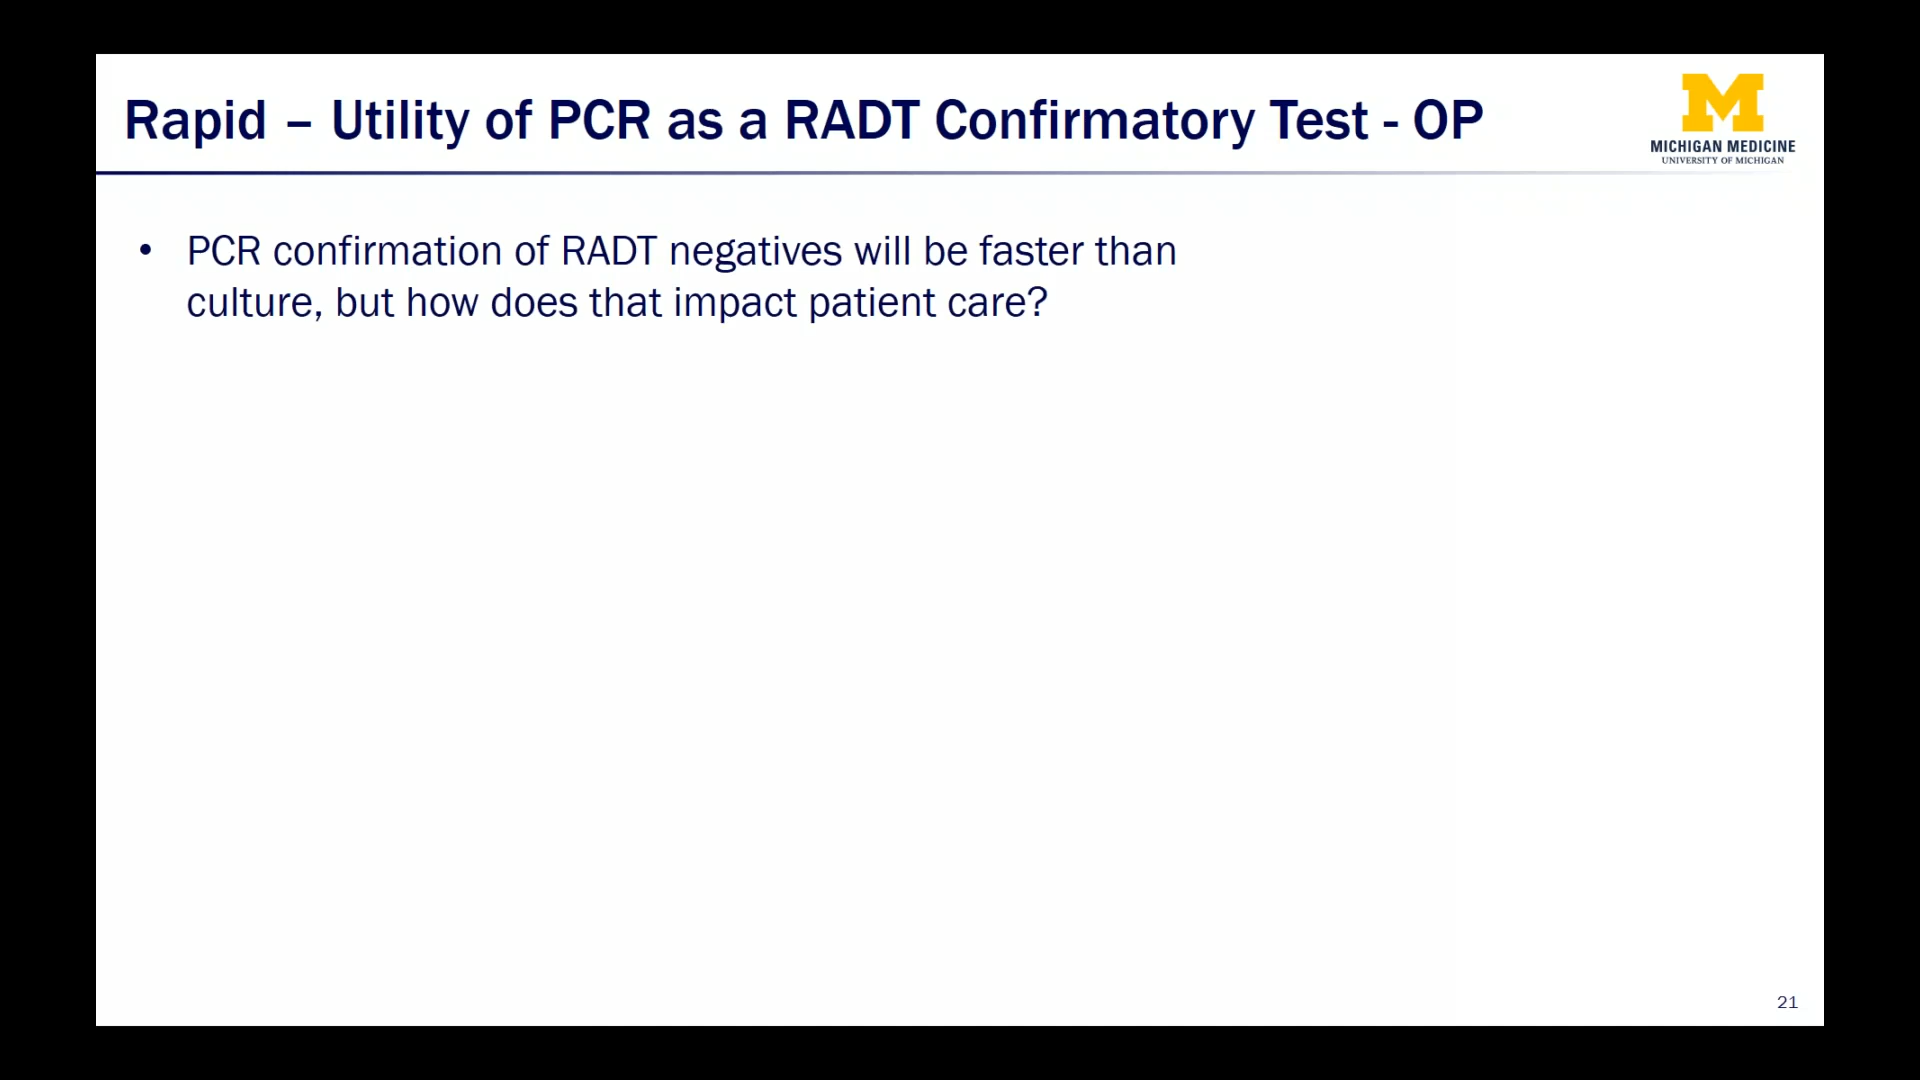 Rapid – Utility of PCR as a RADT Confirmatory Test - OP
M
MICHIGAN MEDICINE
UNIVERSITY OF MICHIGAN
• PCR confirmation of RADT negatives will be faster than
culture, but how does that impact patient care?
21